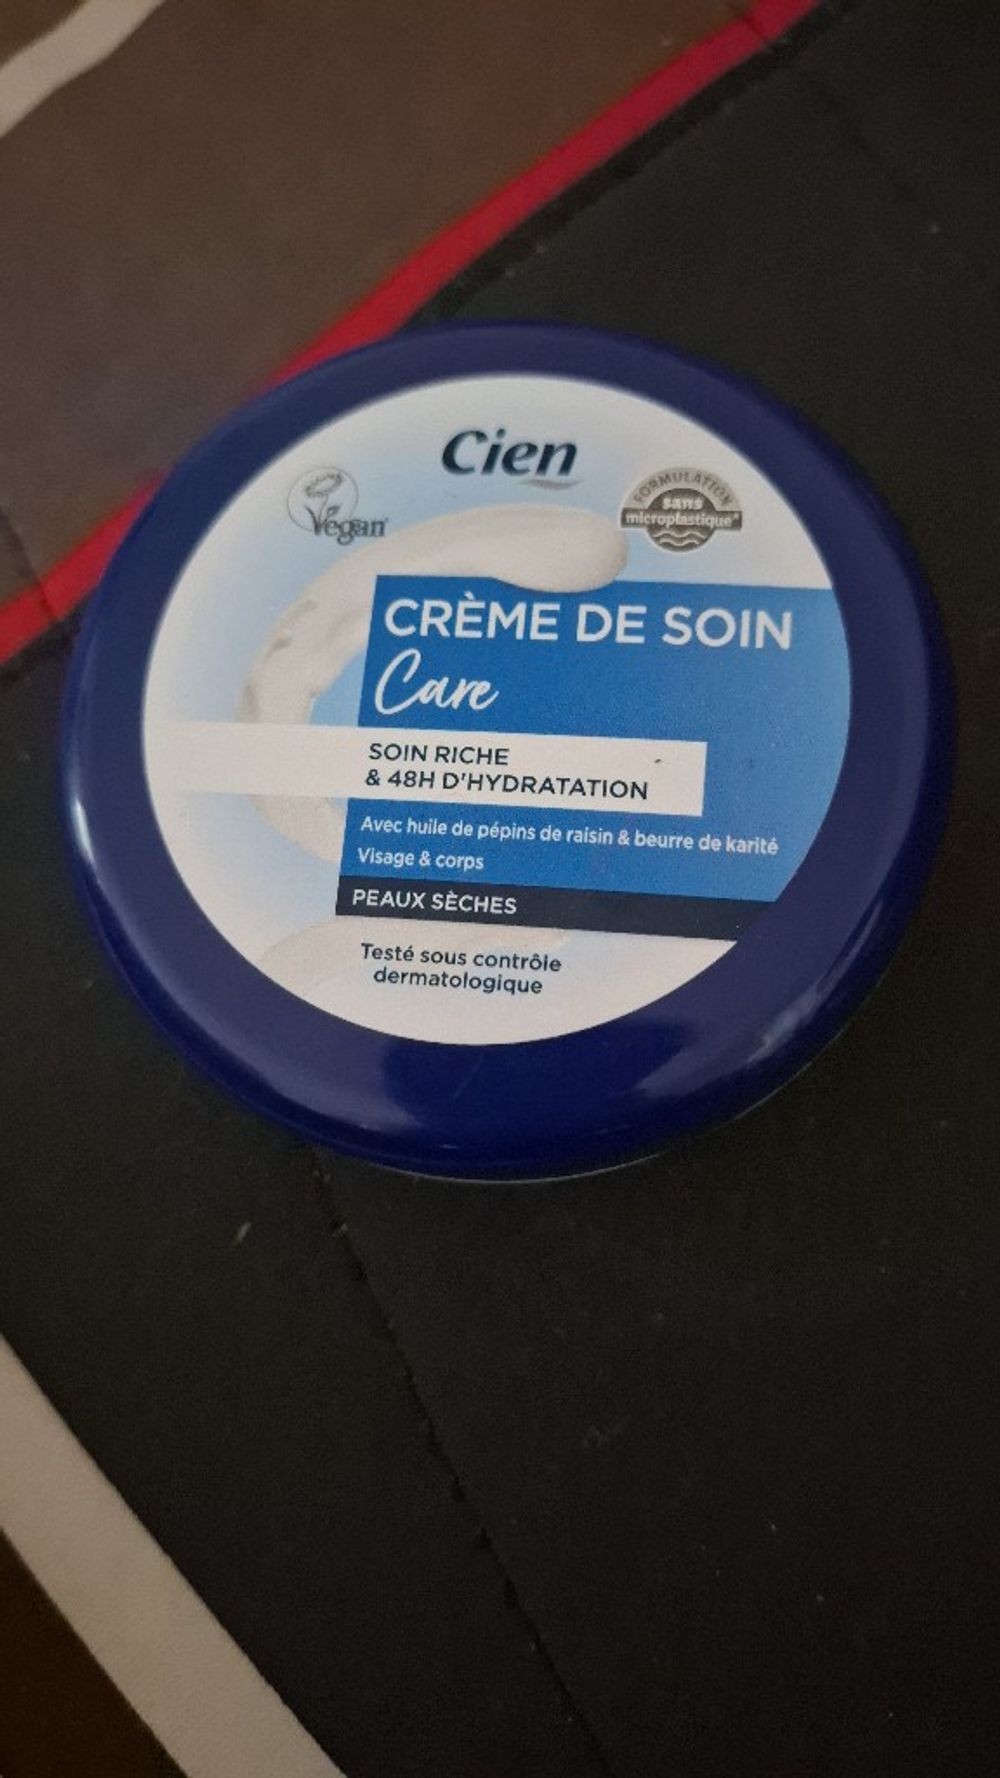 Cien
Vegan
FORMULATION
sans
microplastique*
CRÈME DE SOIN
Care
SOIN RICHE
& 48H D'HYDRATATION
Avec huile de pépins de raisin & beurre de karité
Visage & corps
PEAUX SÈCHES
Testé sous contrôle
dermatologique